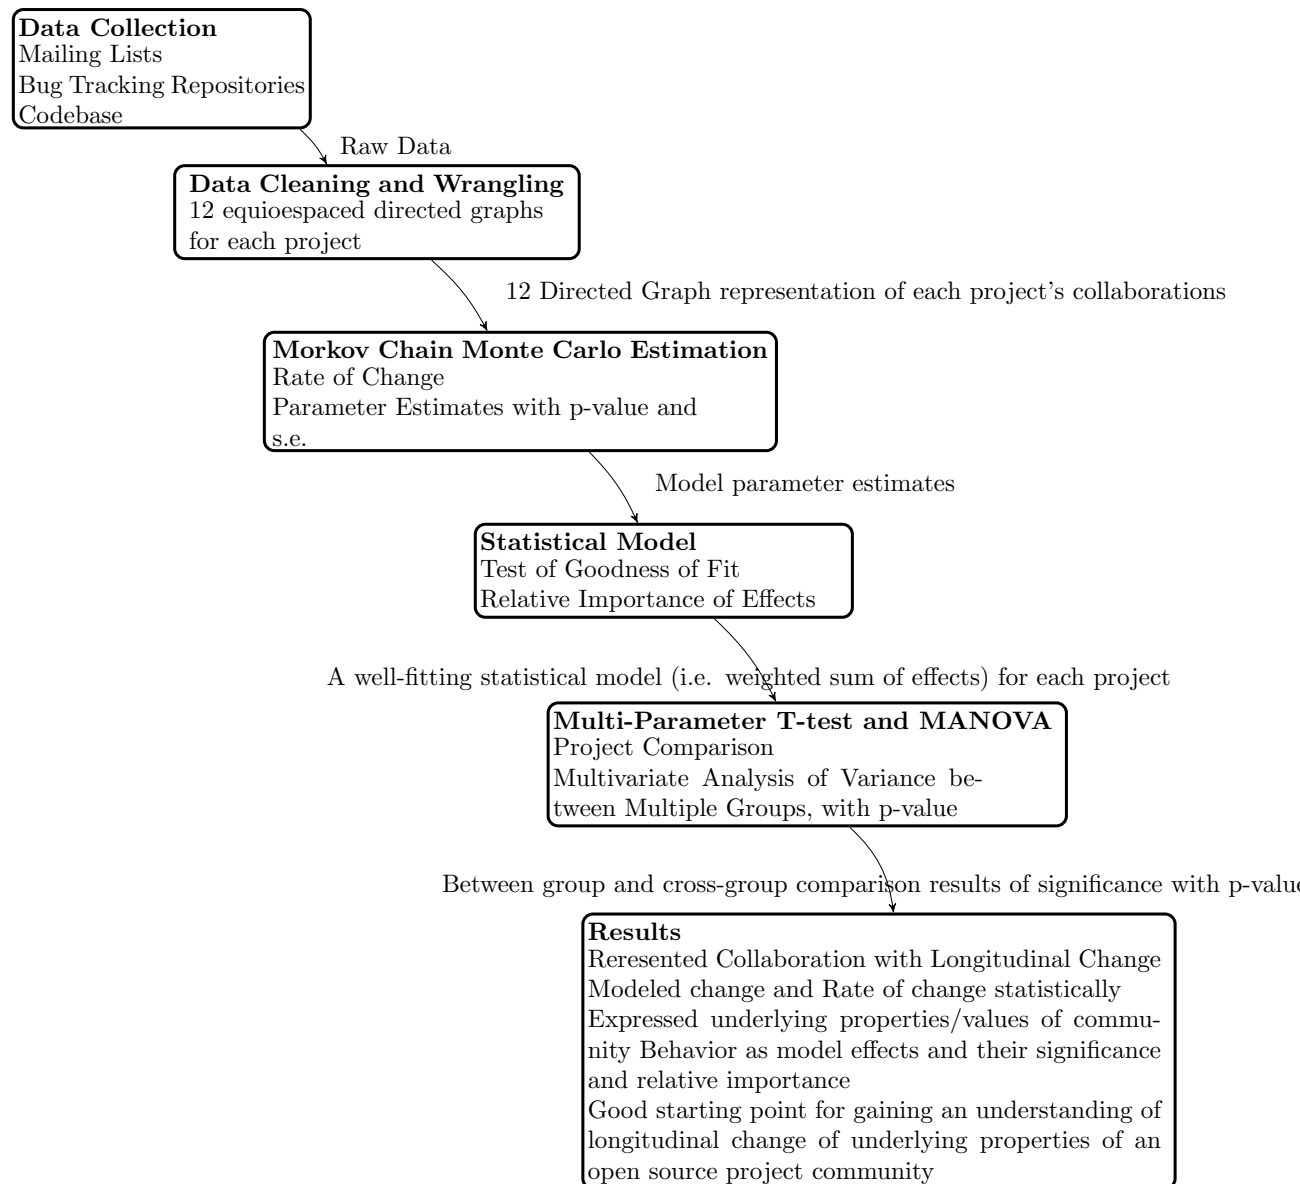 Data Collection
Mailing Lists
Bug Tracking Repositories
Codebase
Raw Data
Data Cleaning and Wrangling
12 equioespaced directed graphs
for each project
12 Directed Graph representation of each project's collaborations
Morkov Chain Monte Carlo Estimation
Rate of Change
Parameter Estimates with p-value and
s.e.
Model parameter estimates
Statistical Model
Test of Goodness of Fit
Relative Importance of Effects
A well-fitting statistical model (i.e. weighted sum of effects) for each project
Multi-Parameter T-test and MANOVA
Project Comparison
Multivariate Analysis of Variance be-
tween Multiple Groups, with p-value
Between group and cross-group comparison results of significance with p-value
Results
Reresented Collaboration with Longitudinal Change
Modeled change and Rate of change statistically
Expressed underlying properties/values of commu-
nity Behavior as model effects and their significance
and relative importance
Good starting point for gaining an understanding of
longitudinal change of underlying properties of an
open source project community